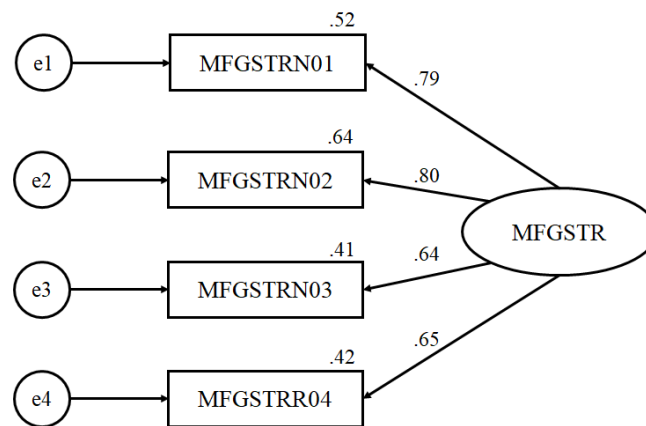 .52
e1
MFGSTRN01
.79
.64
e2
MFGSTRN02
.80
MFGSTR
.41
e3
MFGSTRN03
.64
.65
.42
e4
MFGSTRR04